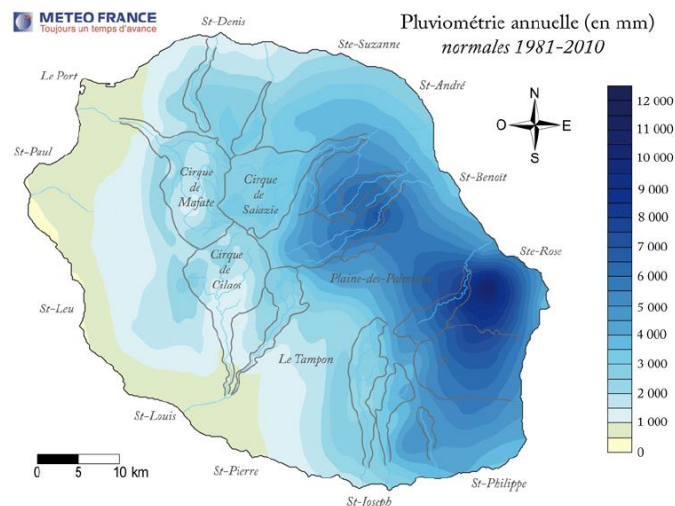 METEO FRANCE
Toujours un temps d'avance
Pluviométrie annuelle (en mm)
normales 1981-2010
St-Denis
Ste-Suzanne
Le Port
St-André
N
O
E
S
St-Paul
Cirque
de
Mafate
Cirque
de
Salazie
St-Benoît
Ste-Rose
Cirque
de
Cilaos
Plaine-des-Palmistes
St-Leu
Le Tampon
St-Louis
St-Pierre
St-Joseph
St-Philippe
0
5
10 km
12 000
11 000
10 000
9 000
8 000
7 000
6 000
5 000
4 000
3 000
2 000
1 000
0